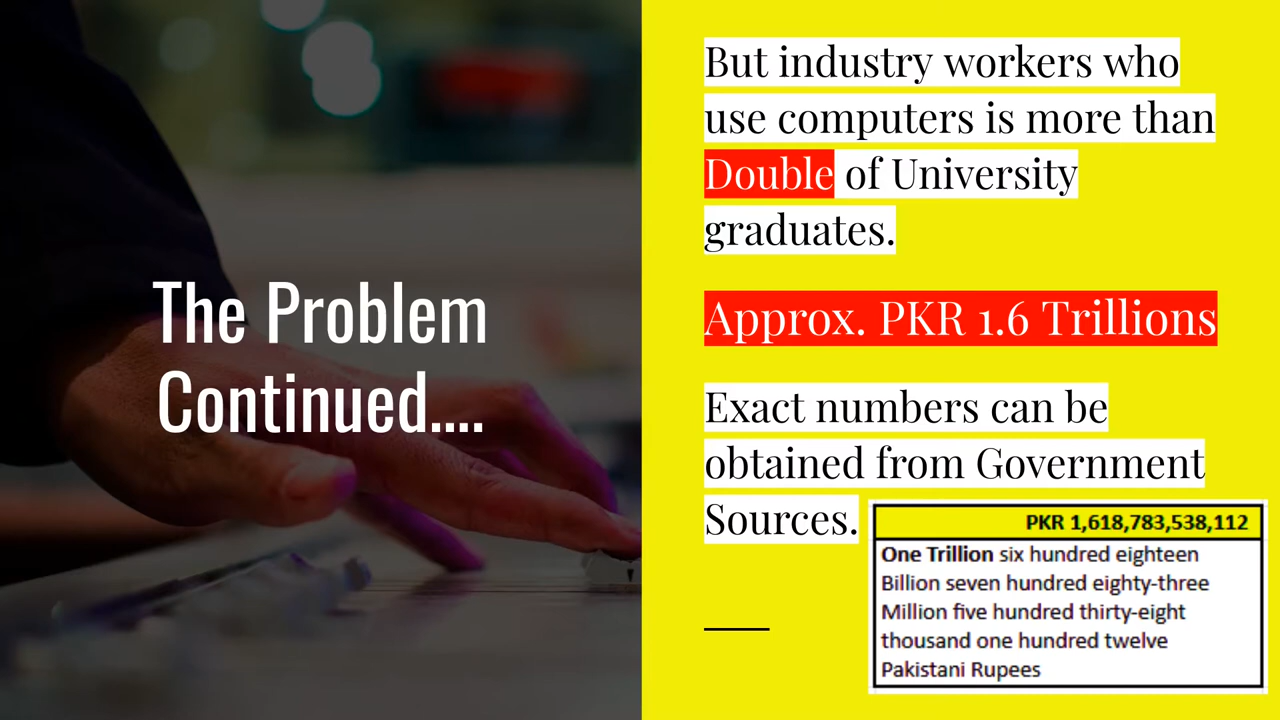 The Problem
Continued....
But industry workers who
use computers is more than
Double of University
graduates.
Approx. PKR 1.6 Trillions
Exact numbers can be
obtained from Government
Sources.
PKR 1,618,783,538,112
One Trillion six hundred eighteen
Billion seven hundred eighty-three
Million five hundred thirty-eight
thousand one hundred twelve
Pakistani Rupees